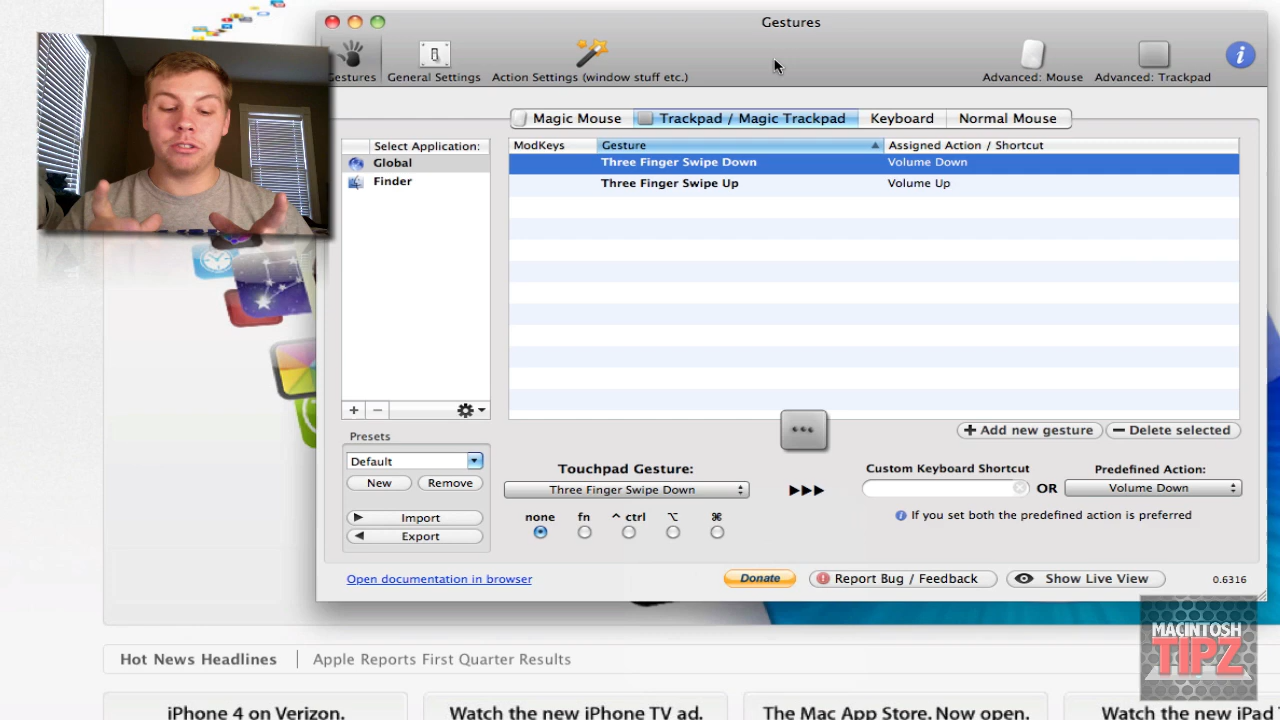 Gestures
Gestures
General Settings
Action Settings (window stuff etc.)
Advanced: Mouse
Advanced: Trackpad
Magic Mouse
Trackpad / Magic Trackpad
Keyboard
Normal Mouse
Select Application:
Global
Finder
ModKeys
Gesture
Assigned Action / Shortcut
Three Finger Swipe Down
Volume Down
Three Finger Swipe Up
Volume Up
Add new gesture
Delete selected
Presets
Default
New
Remove
Import
Export
Touchpad Gesture:
Three Finger Swipe Down
none
fn
^ ctrl
⌥
⌘
Custom Keyboard Shortcut
OR
Predefined Action:
Volume Down
If you set both the predefined action is preferred
Open documentation in browser
Donate
Report Bug / Feedback
Show Live View
0.6316
MACINTOSH
TIPZ
Hot News Headlines
Apple Reports First Quarter Results
iPhone 4 on Verizon.
Watch the new iPhone TV ad.
The Mac App Store. Now open.
Watch the new iPad